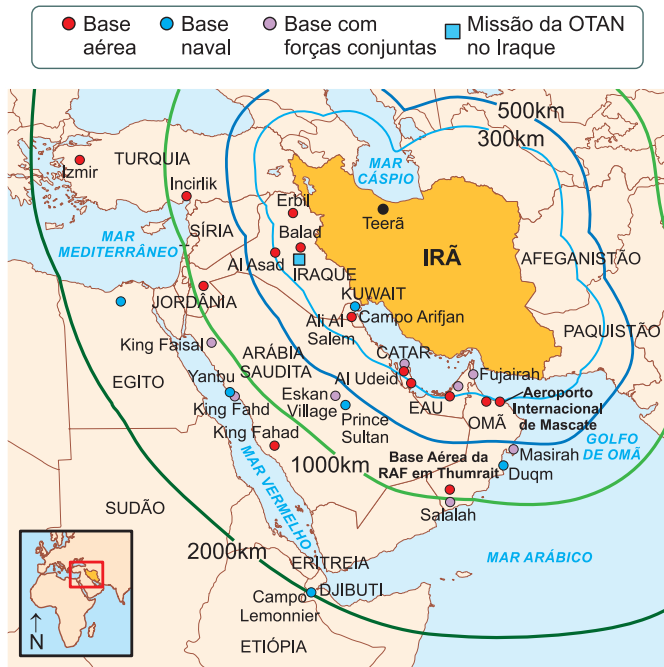 Base
aérea
Base
naval
Base com
forças conjuntas
Missão da OTAN
no Iraque
500km
300km
MAR
CÁSPIO
TURQUIA
Izmir
Incirlik
Erbil
Teerã
SÍRIA
Balad
MAR
MEDITERRÂNEO
IRÃ
AFEGANISTÃO
Al Asad
IRAQUE
JORDÂNIA
KUWAIT
Ali Al
Salem
Campo Arifjan
PAQUISTÃO
King Faisal
ARÁBIA
SAUDITA
CATAR
EGITO
Yanbu
Al Udeid
Fujairah
King Fahd
Eskan
Village
EAU
Aeroporto
Internacional
de Mascate
Prince
Sultan
OMÃ
GOLFO
DE OMÃ
King Fahad
Masirah
1000km
Base Aérea da
RAF em Thumrait
Duqm
MAR VERMELHO
SUDÃO
Salalah
2000km
MAR ARÁBICO
ERITREIA
DJIBUTI
Campo
Lemonnier
ETIÓPIA
N